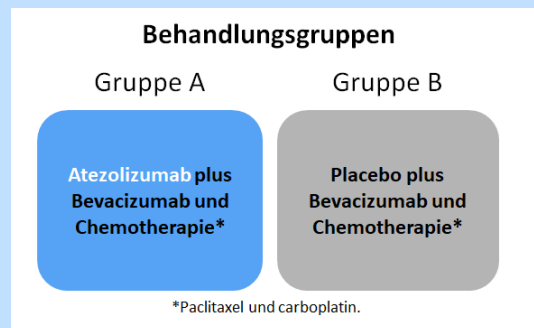 Behandlungsgruppen
Gruppe A
Gruppe B
Atezolizumab plus
Bevacizumab und
Chemotherapie*
Placebo plus
Bevacizumab und
Chemotherapie*
*Paclitaxel und carboplatin.